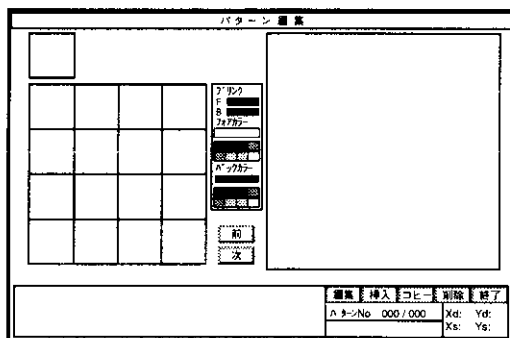 パターン編集
ブリンク
F
B
フォアカラー
バックカラー
前
次
編集 挿入 コピー 削除 終了
パターンNo 000/000 Xd: Yd:
Xs: Ys: